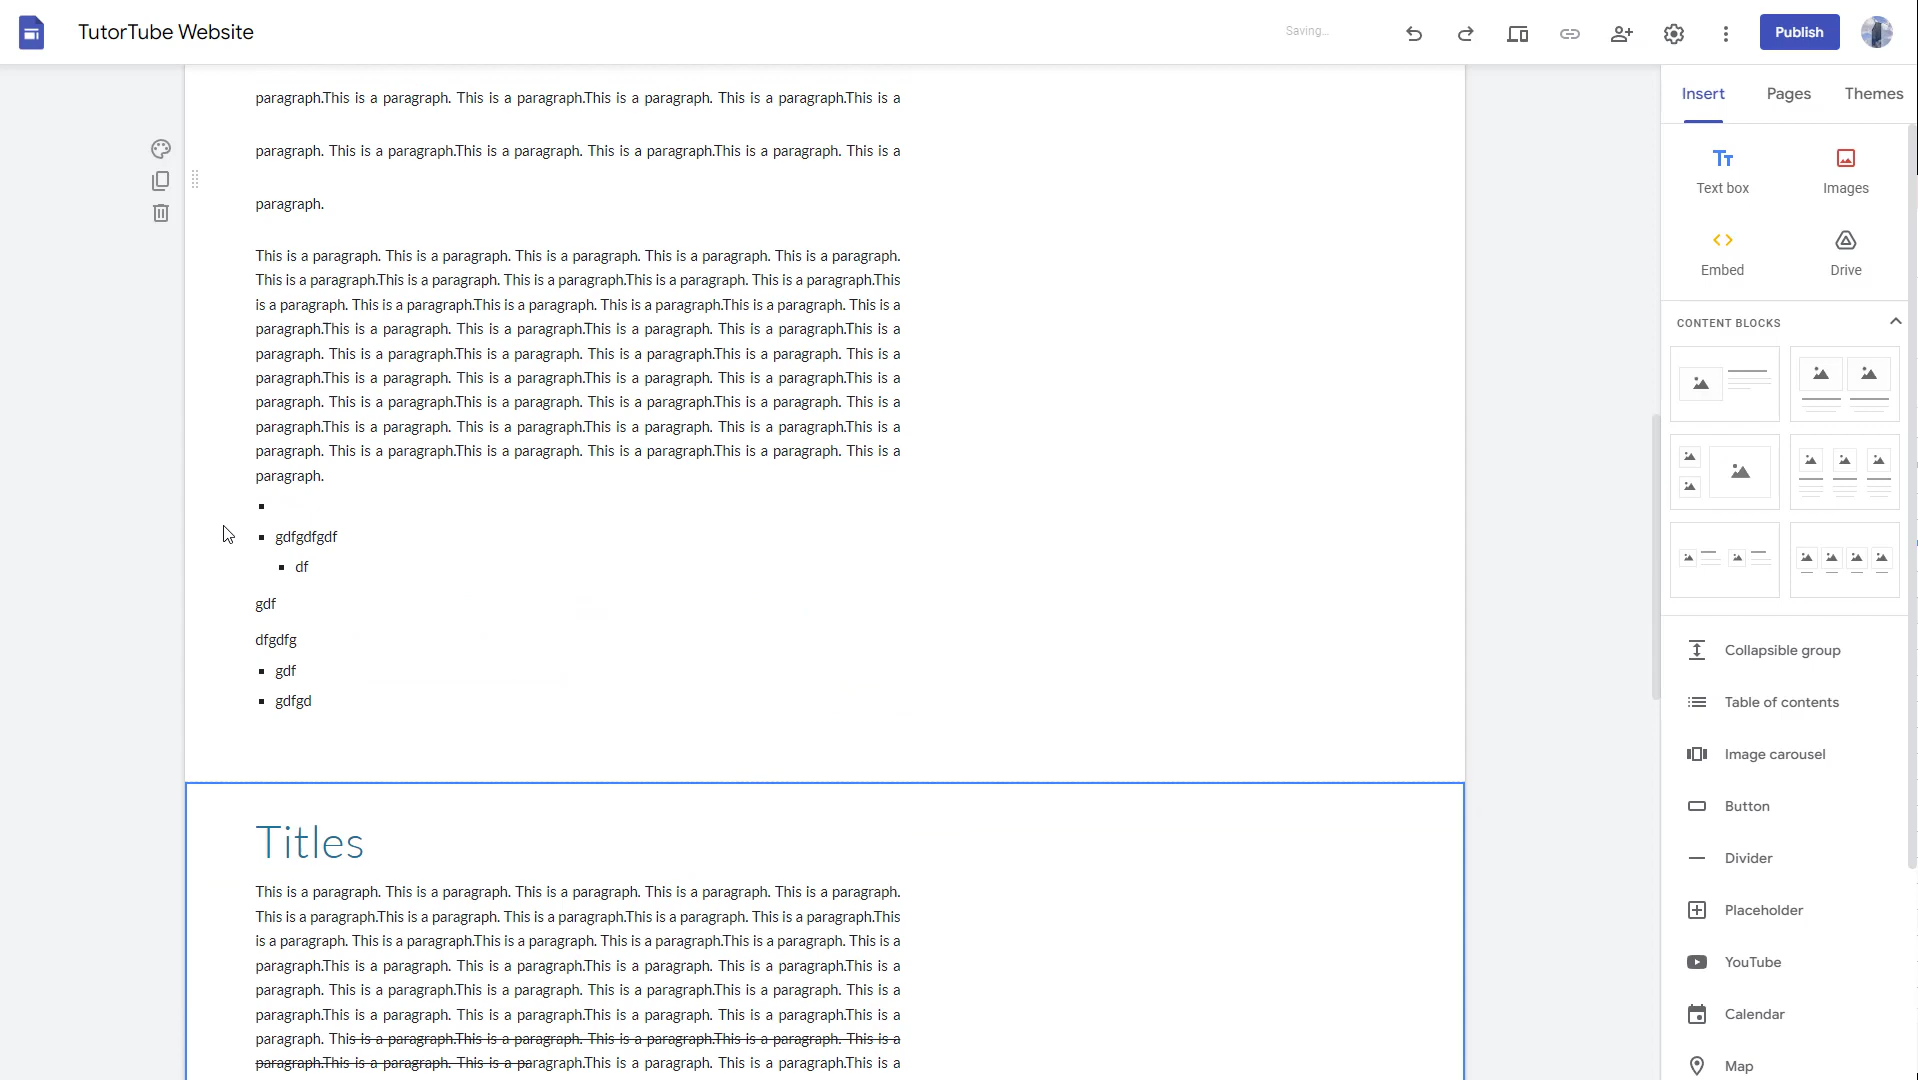 TutorTube Website
Saving...
Publish
Insert Pages Themes
Text box Images
Embed Drive
CONTENT BLOCKS
Collapsible group
Table of contents
Image carousel
Button
Divider
Placeholder
YouTube
Calendar
Map
paragraph.This is a paragraph. This is a paragraph.This is a paragraph. This is a paragraph.This is a
paragraph. This is a paragraph.This is a paragraph. This is a paragraph.This is a paragraph. This is a
paragraph.
This is a paragraph. This is a paragraph. This is a paragraph. This is a paragraph. This is a paragraph.
This is a paragraph.This is a paragraph. This is a paragraph.This is a paragraph. This is a paragraph.This
is a paragraph. This is a paragraph.This is a paragraph. This is a paragraph.This is a paragraph. This is a
paragraph.This is a paragraph. This is a paragraph.This is a paragraph. This is a paragraph.This is a
paragraph. This is a paragraph.This is a paragraph. This is a paragraph.This is a paragraph. This is a
paragraph.This is a paragraph. This is a paragraph.This is a paragraph. This is a paragraph.This is a
paragraph. This is a paragraph.This is a paragraph. This is a paragraph.This is a paragraph. This is a
paragraph.This is a paragraph. This is a paragraph.This is a paragraph. This is a paragraph.This is a
paragraph. This is a paragraph.This is a paragraph. This is a paragraph.This is a paragraph. This is a
paragraph.
gdfgdfgdf
df
gdf
dfgdfg
gdf
gdfgd
Titles
This is a paragraph. This is a paragraph. This is a paragraph. This is a paragraph. This is a paragraph.
This is a paragraph.This is a paragraph. This is a paragraph.This is a paragraph. This is a paragraph.This
is a paragraph. This is a paragraph.This is a paragraph. This is a paragraph.This is a paragraph. This is a
paragraph.This is a paragraph. This is a paragraph.This is a paragraph. This is a paragraph.This is a
paragraph. This is a paragraph.This is a paragraph. This is a paragraph.This is a paragraph. This is a
paragraph.This is a paragraph. This is a paragraph.This is a paragraph. This is a paragraph.This is a
paragraph. This is a paragraph.This is a paragraph. This is a paragraph.This is a paragraph. This is a
paragraph.This is a paragraph. This is a paragraph.This is a paragraph. This is a paragraph.This is a